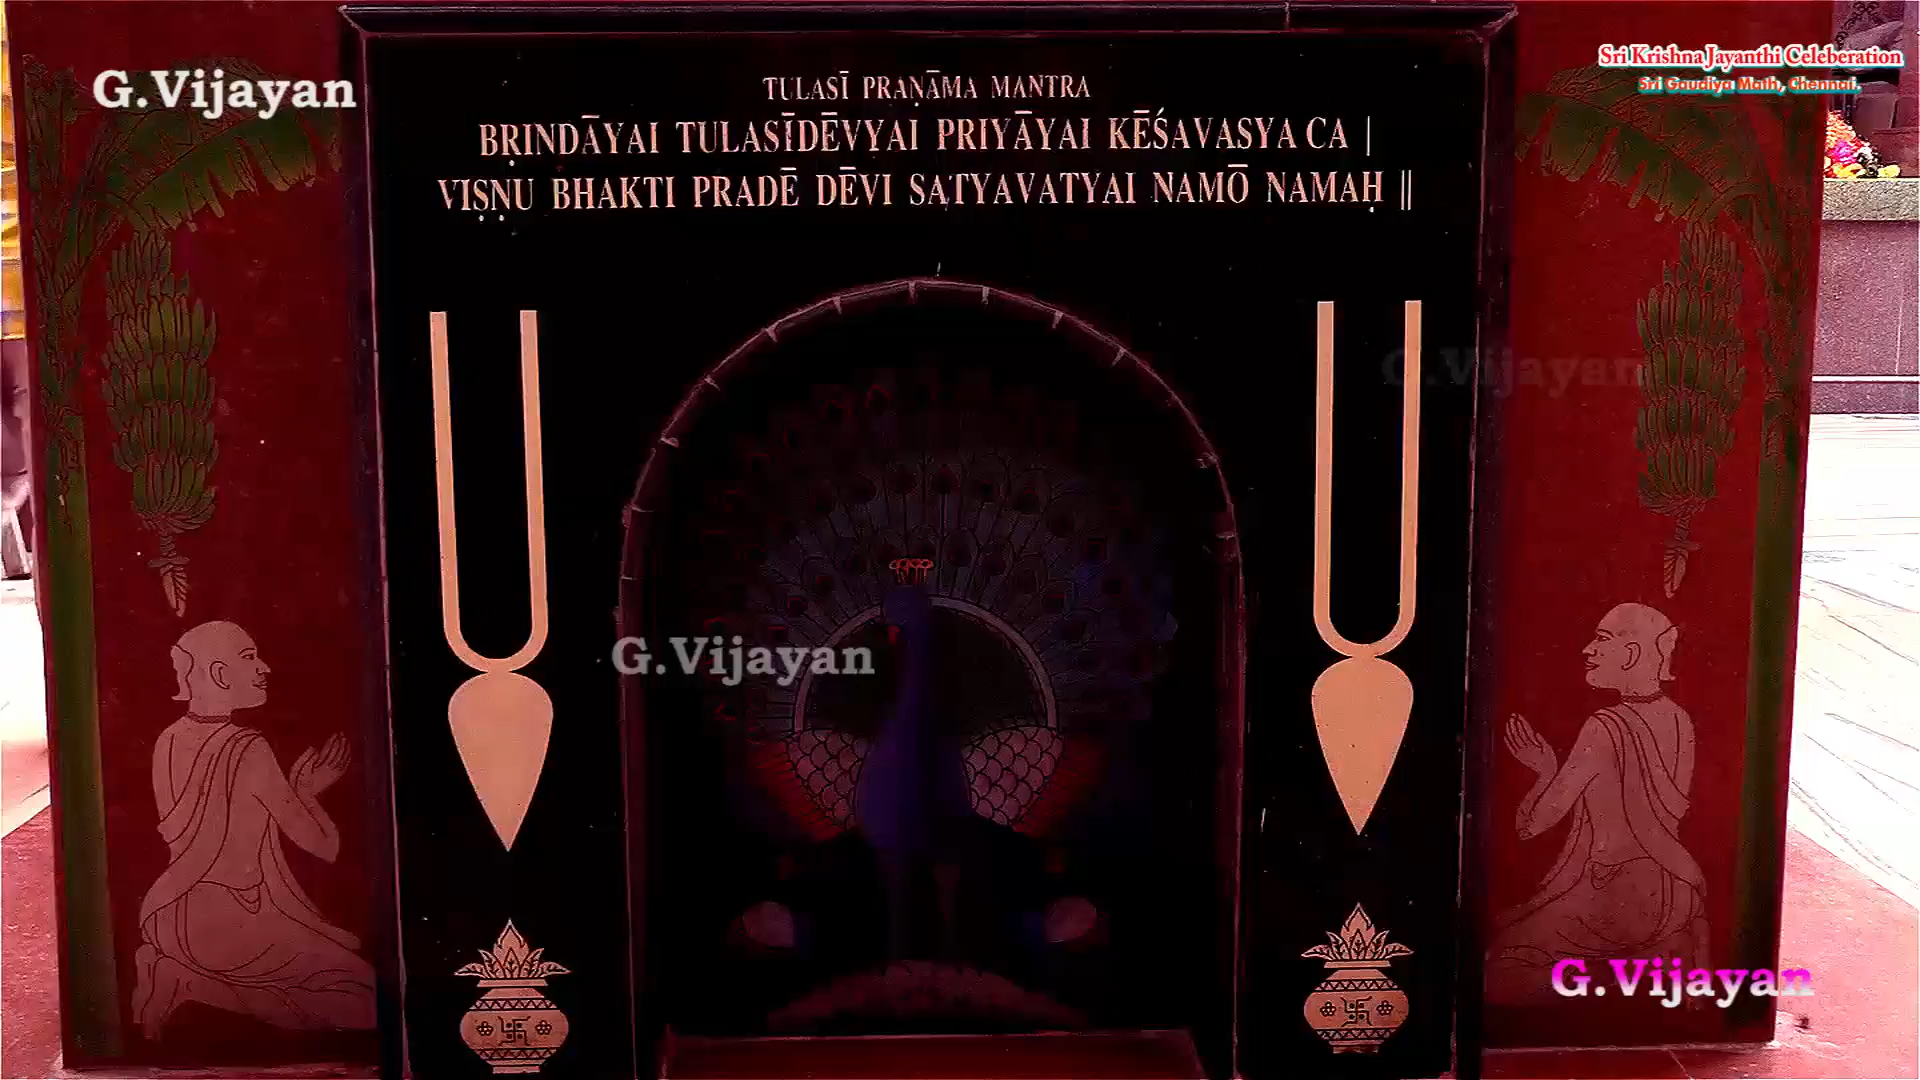 G.Vijayan
Sri Krishna Jayanthi Celeberation
Sri Gaudiya Math, Chennai.
TULASĪ PRAṆĀMA MANTRA
BṚINDĀYAI TULASĪDĒVYAI PRIYĀYAI KĒŚAVASYA CA |
VIṢṆU BHAKTI PRADĒ DĒVI SATYAVATYAI NAMŌ NAMAḤ ||
G.Vijayan
G.Vijayan
G.Vijayan